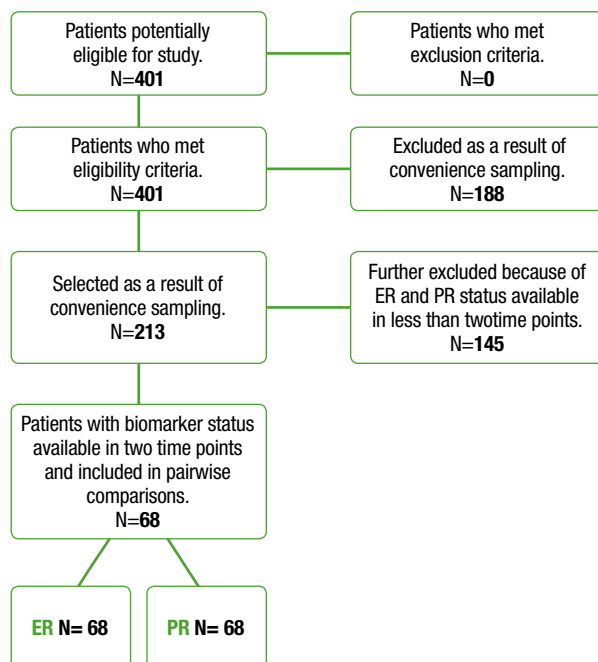 Patients potentially
eligible for study.
N=401
Patients who met
exclusion criteria.
N=0
Patients who met
eligibility criteria.
N=401
Excluded as a result of
convenience sampling.
N=188
Selected as a result of
convenience sampling.
N=213
Further excluded because of
ER and PR status available
in less than twotime points.
N=145
Patients with biomarker status
available in two time points
and included in pairwise
comparisons.
N=68
ER N= 68
PR N= 68